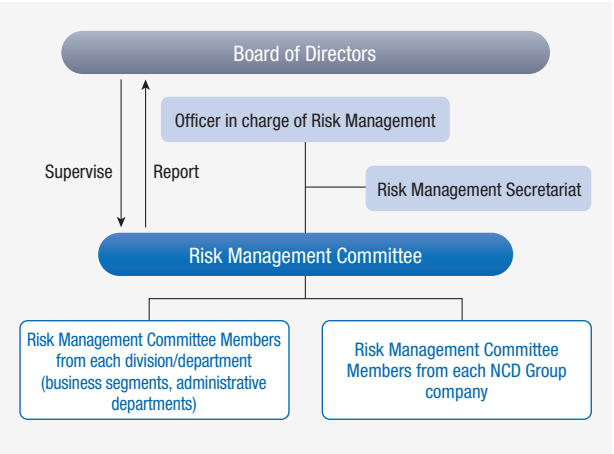 Board of Directors
Officer in charge of Risk Management
Supervise
Report
Risk Management Secretariat
Risk Management Committee
Risk Management Committee Members
from each division/department
(business segments, administrative
departments)
Risk Management Committee
Members from each NCD Group
company